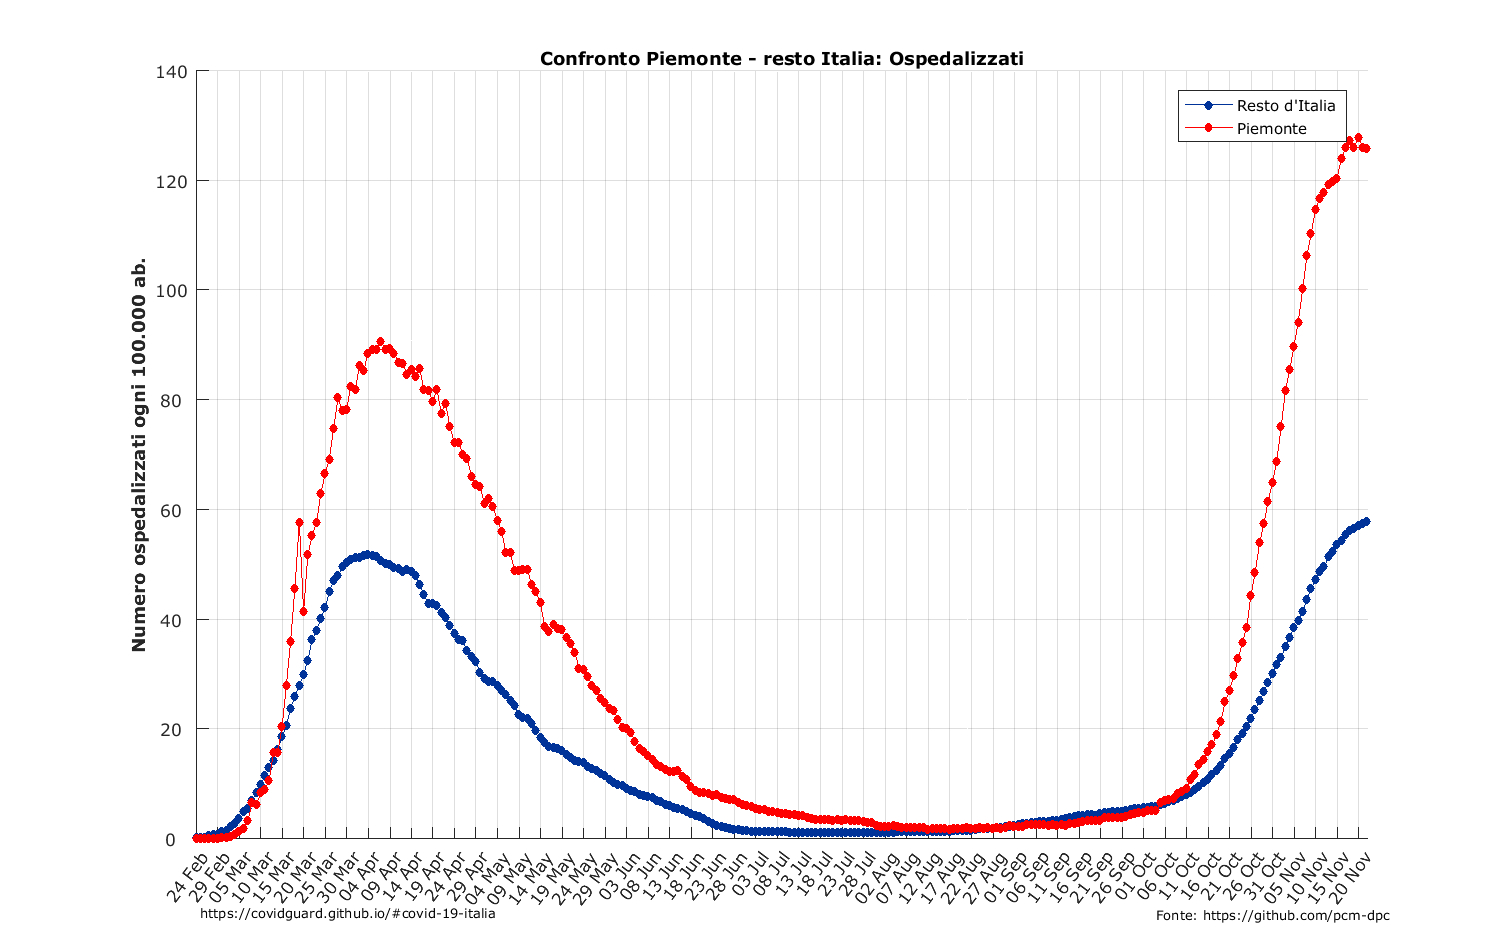 Confronto Piemonte - resto Italia: Ospedalizzati
Resto d'Italia
Piemonte
Numero ospedalizzati ogni 100.000 ab.
140
120
100
80
60
40
20
0
24 Feb
29 Feb
05 Mar
10 Mar
15 Mar
20 Mar
25 Mar
30 Mar
04 Apr
09 Apr
14 Apr
19 Apr
24 Apr
29 Apr
04 May
09 May
14 May
19 May
24 May
29 May
03 Jun
08 Jun
13 Jun
18 Jun
23 Jun
28 Jun
03 Jul
08 Jul
13 Jul
18 Jul
23 Jul
28 Jul
02 Aug
07 Aug
12 Aug
17 Aug
22 Aug
27 Aug
01 Sep
06 Sep
11 Sep
16 Sep
21 Sep
26 Sep
01 Oct
06 Oct
11 Oct
16 Oct
21 Oct
26 Oct
31 Oct
05 Nov
10 Nov
15 Nov
20 Nov
https://covidguard.github.io/#covid-19-italia
Fonte: https://github.com/pcm-dpc